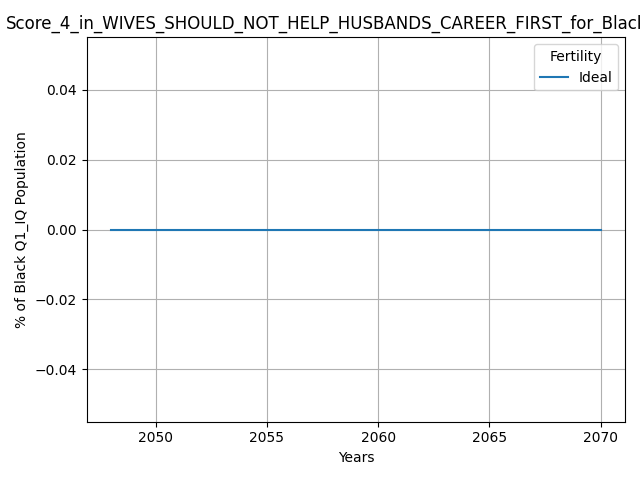 Score_4_in_WIVES_SHOULD_NOT_HELP_HUSBANDS_CAREER_FIRST_for_Black
Fertility
Ideal
0.04
0.02
0.00
−0.02
−0.04
% of Black Q1_IQ Population
2050 2055 2060 2065 2070
Years